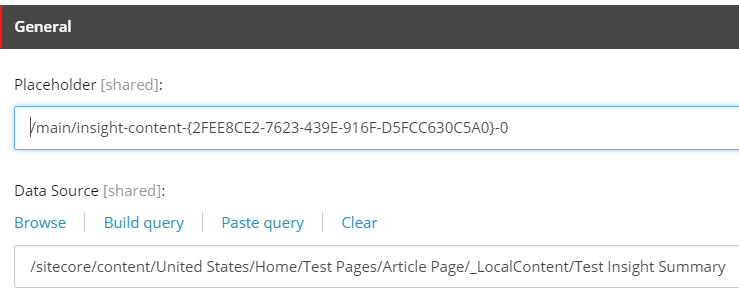 General
Placeholder [shared]:
/main/insight-content-{2FEE8CE2-7623-439E-916F-D5FCC630C5A0}-0
Data Source [shared]:
Browse Build query Paste query Clear
/sitecore/content/United States/Home/Test Pages/Article Page/_LocalContent/Test Insight Summary